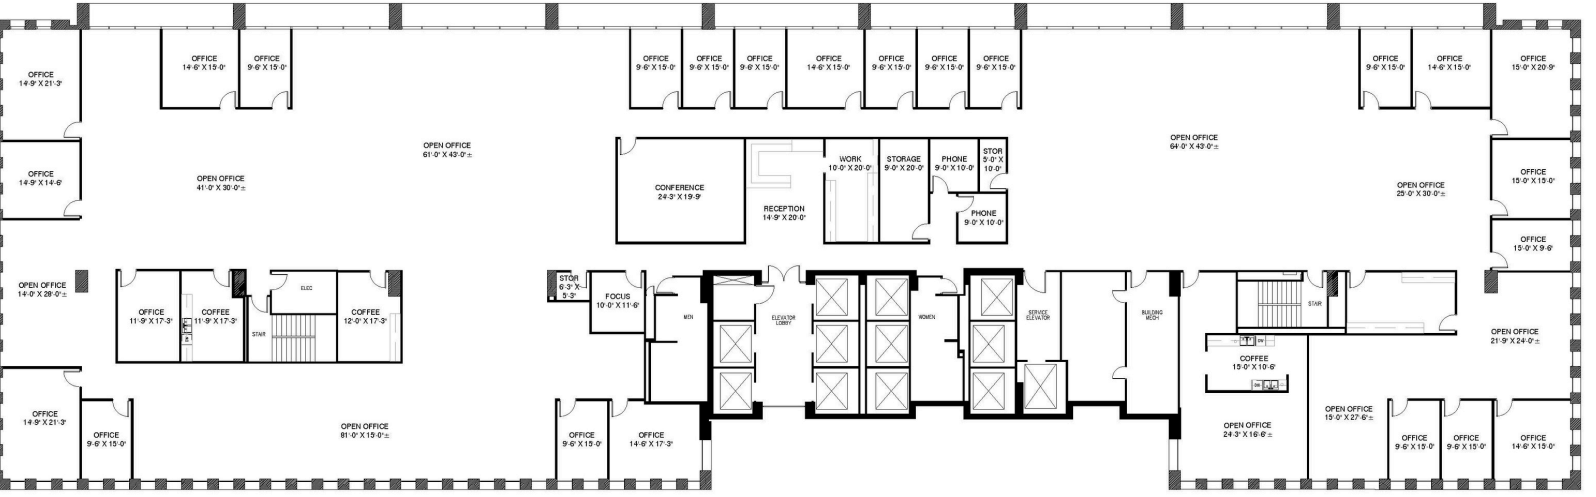 OFFICE
14'-9" X 21'-3"
OFFICE
14'-6" X 15'-0"
OFFICE
9'-6" X 15'-0"
OFFICE
9'-6" X 15'-0"
OFFICE
9'-6" X 15'-0"
OFFICE
9'-6" X 15'-0"
OFFICE
14'-6" X 15'-0"
OFFICE
9'-6" X 15'-0"
OFFICE
9'-6" X 15'-0"
OFFICE
9'-6" X 15'-0"
OFFICE
9'-6" X 15'-0"
OFFICE
14'-6" X 15'-0"
OFFICE
15'-0" X 20'-9"
OPEN OFFICE
61'-0" X 43'-0"±
OPEN OFFICE
64'-0" X 43'-0"±
OFFICE
14'-9" X 14'-6"
OPEN OFFICE
41'-0" X 30'-0"±
CONFERENCE
24'-3" X 19'-9"
RECEPTION
14'-9" X 20'-0"
WORK
10'-0" X 20'-0"
STORAGE
9'-0" X 20'-0"
PHONE
9'-0" X 10'-0"
STOR
5'-0" X
10'-0"
PHONE
9'-0" X 10'-0"
OPEN OFFICE
25'-0" X 30'-0"±
OFFICE
15'-0" X 15'-0"
OFFICE
15'-0" X 9'-6"
OPEN OFFICE
14'-0" X 28'-0"±
OFFICE
11'-9" X 17'-3"
COFFEE
11'-9" X 17'-3"
DW
STAIR
ELEC
COFFEE
12'-0" X 17'-3"
STOR
6'-3" X
5'-3"
FOCUS
10'-0" X 11'-6"
MEN
ELEVATOR
LOBBY
WOMEN
SERVICE
ELEVATOR
BUILDING
MECH
STAIR
OPEN OFFICE
21'-9" X 24'-0"±
DW
COFFEE
15'-0" X 10'-6"
DW
OFFICE
14'-9" X 21'-3"
OFFICE
9'-6" X 15'-0"
OPEN OFFICE
81'-0" X 15'-0"±
OFFICE
9'-6" X 15'-0"
OFFICE
14'-6" X 17'-3"
OPEN OFFICE
24'-3" X 16'-6"±
OPEN OFFICE
15'-0" X 27'-6"±
OFFICE
9'-6" X 15'-0"
OFFICE
9'-6" X 15'-0"
OFFICE
14'-6" X 15'-0"